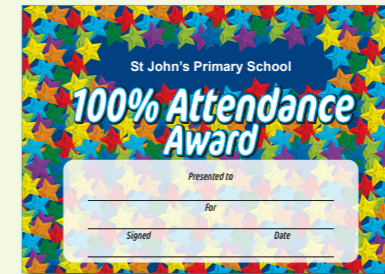 St John's Primary School
100% Attendance
Award
Presented to
For
Signed Date